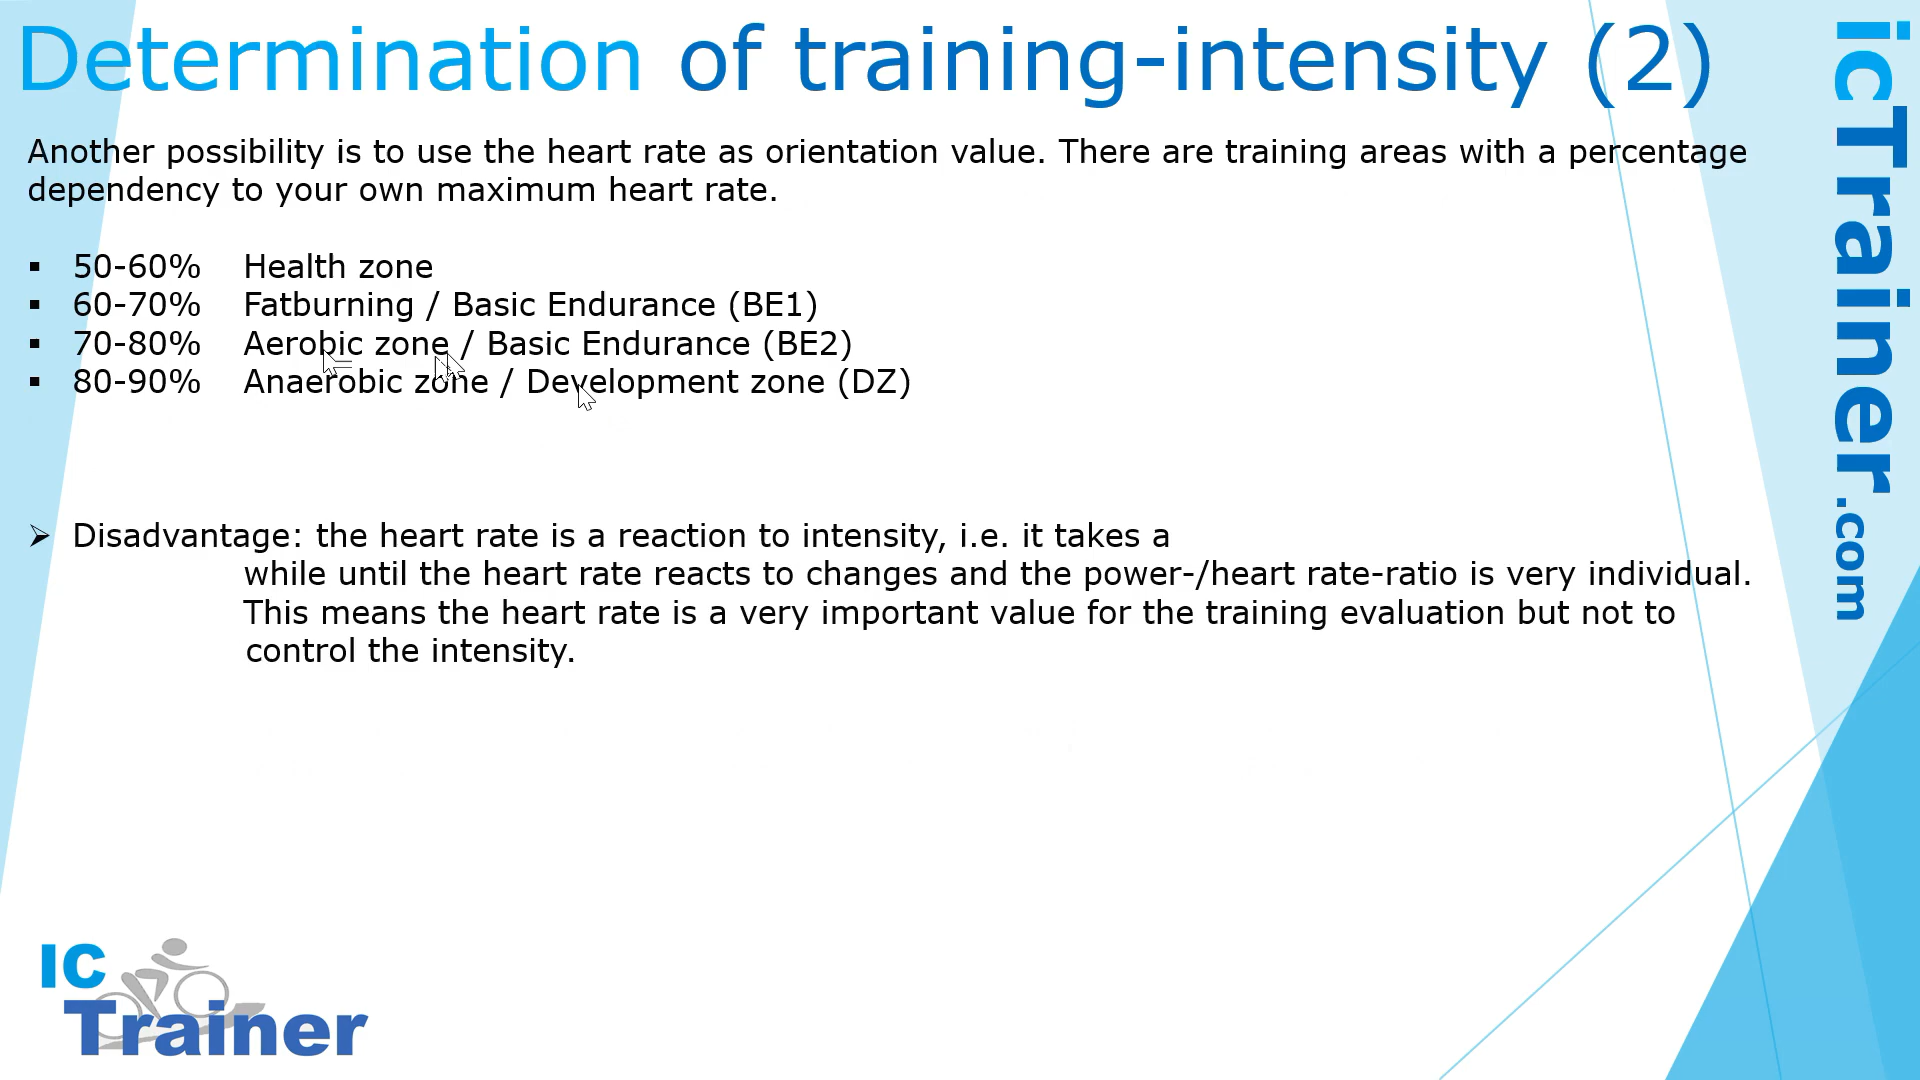 Determination of training-intensity (2)
Another possibility is to use the heart rate as orientation value. There are training areas with a percentage
dependency to your own maximum heart rate.
▪ 50-60% Health zone
▪ 60-70% Fatburning / Basic Endurance (BE1)
▪ 70-80% Aerobic zone / Basic Endurance (BE2)
▪ 80-90% Anaerobic zone / Development zone (DZ)
➢ Disadvantage: the heart rate is a reaction to intensity, i.e. it takes a
while until the heart rate reacts to changes and the power-/heart rate-ratio is very individual.
This means the heart rate is a very important value for the training evaluation but not to
control the intensity.
icTrainer.com
IC
Trainer